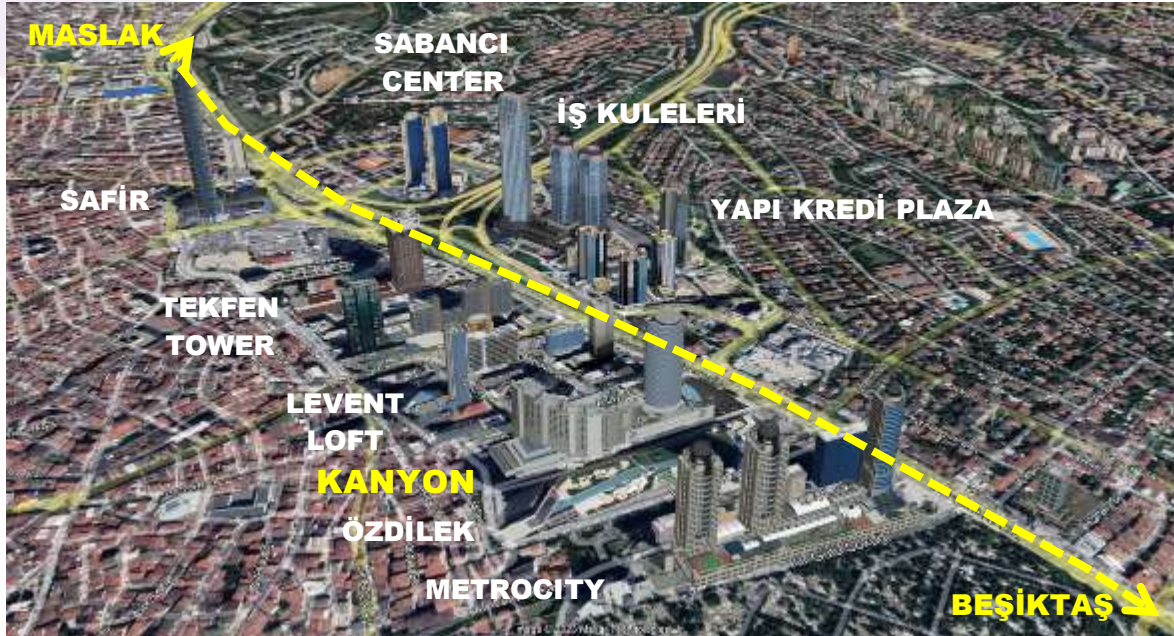 MASLAK
SABANCI
CENTER
İŞ KULELERİ
SAFİR
YAPI KREDİ PLAZA
TEKFEN
TOWER
LEVENT
LOFT
KANYON
ÖZDİLEK
METROCITY
BEŞİKTAŞ